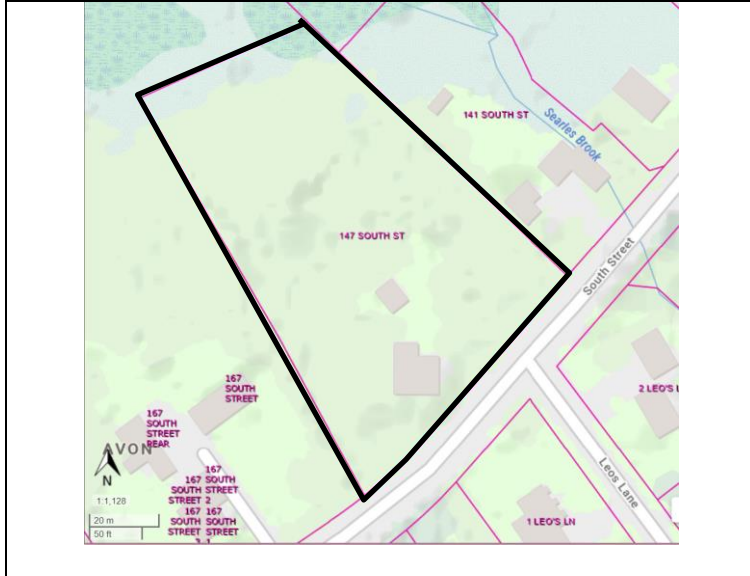 141 SOUTH ST
Searles Brook
147 SOUTH ST
South Street
167
SOUTH
STREET
2 LEO'S
167
SOUTH
STREET
REAR
AVON
N
1:1,128
20 m
50 ft
167
SOUTH
STREET
2
167
SOUTH
STREET
167
SOUTH
STREET
167
SOUTH
STREET
1
Leos Lane
1 LEO'S LN